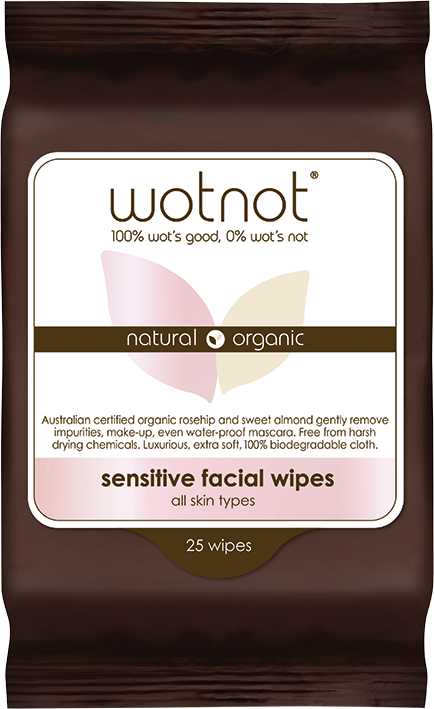 wotnot®
100% wot's good, 0% wot's not
natural organic
Australian certified organic rosehip and sweet almond gently remove
impurities, make-up, even water-proof mascara. Free from harsh
drying chemicals. Luxurious, extra soft, 100% biodegradable cloth.
sensitive facial wipes
all skin types
25 wipes